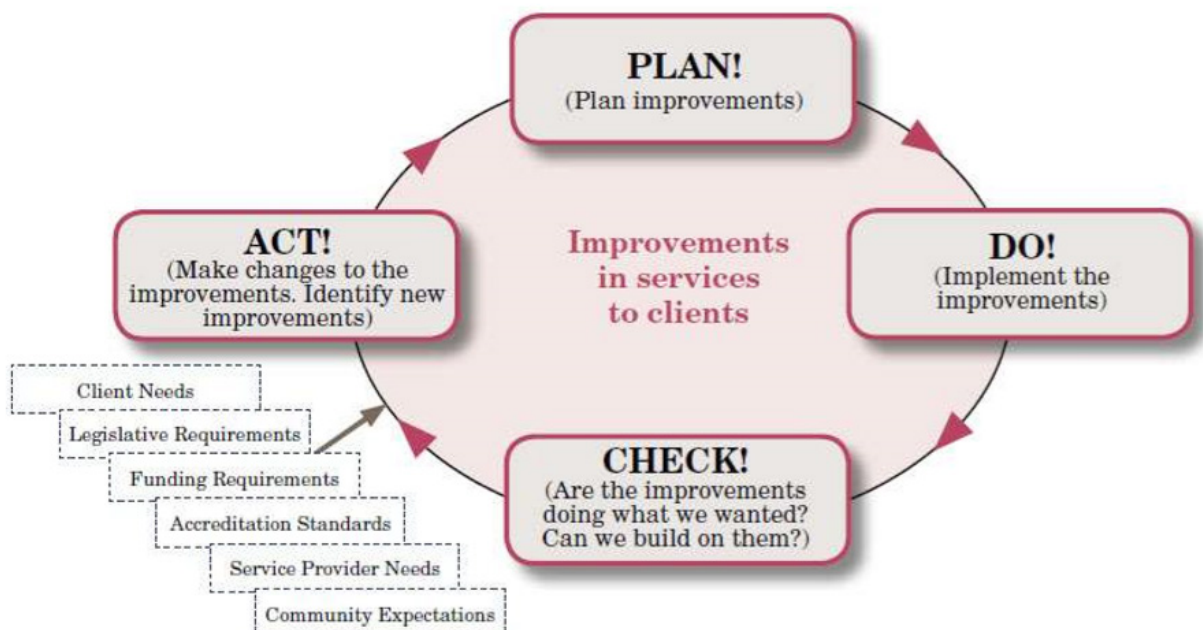 PLAN!
(Plan improvements)
ACT!
(Make changes to the
improvements. Identify new
improvements)
Improvements
in services
to clients
DO!
(Implement the
improvements)
CHECK!
(Are the improvements
doing what we wanted?
Can we build on them?)
Client Needs
Legislative Requirements
Funding Requirements
Accreditation Standards
Service Provider Needs
Community Expectations